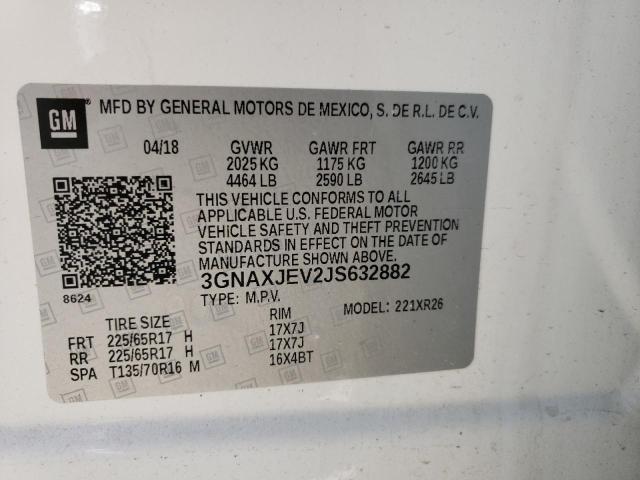 GM MFD BY GENERAL MOTORS DE MEXICO, S. DE R.L. DE C.V.
04/18 GVWR GAWR FRT GAWR RR
2025 KG 1175 KG 1200 KG
4464 LB 2590 LB 2645 LB
THIS VEHICLE CONFORMS TO ALL
APPLICABLE U.S. FEDERAL MOTOR
VEHICLE SAFETY AND THEFT PREVENTION
STANDARDS IN EFFECT ON THE DATE OF
MANUFACTURE SHOWN ABOVE.
3GNAXJEV2JS632882
8624
TYPE: M.P.V.
MODEL: 221XR26
TIRE SIZE RIM
FRT 225/65R17 H 17X7J
RR 225/65R17 H 17X7J
SPA T135/70R16 M 16X4BT